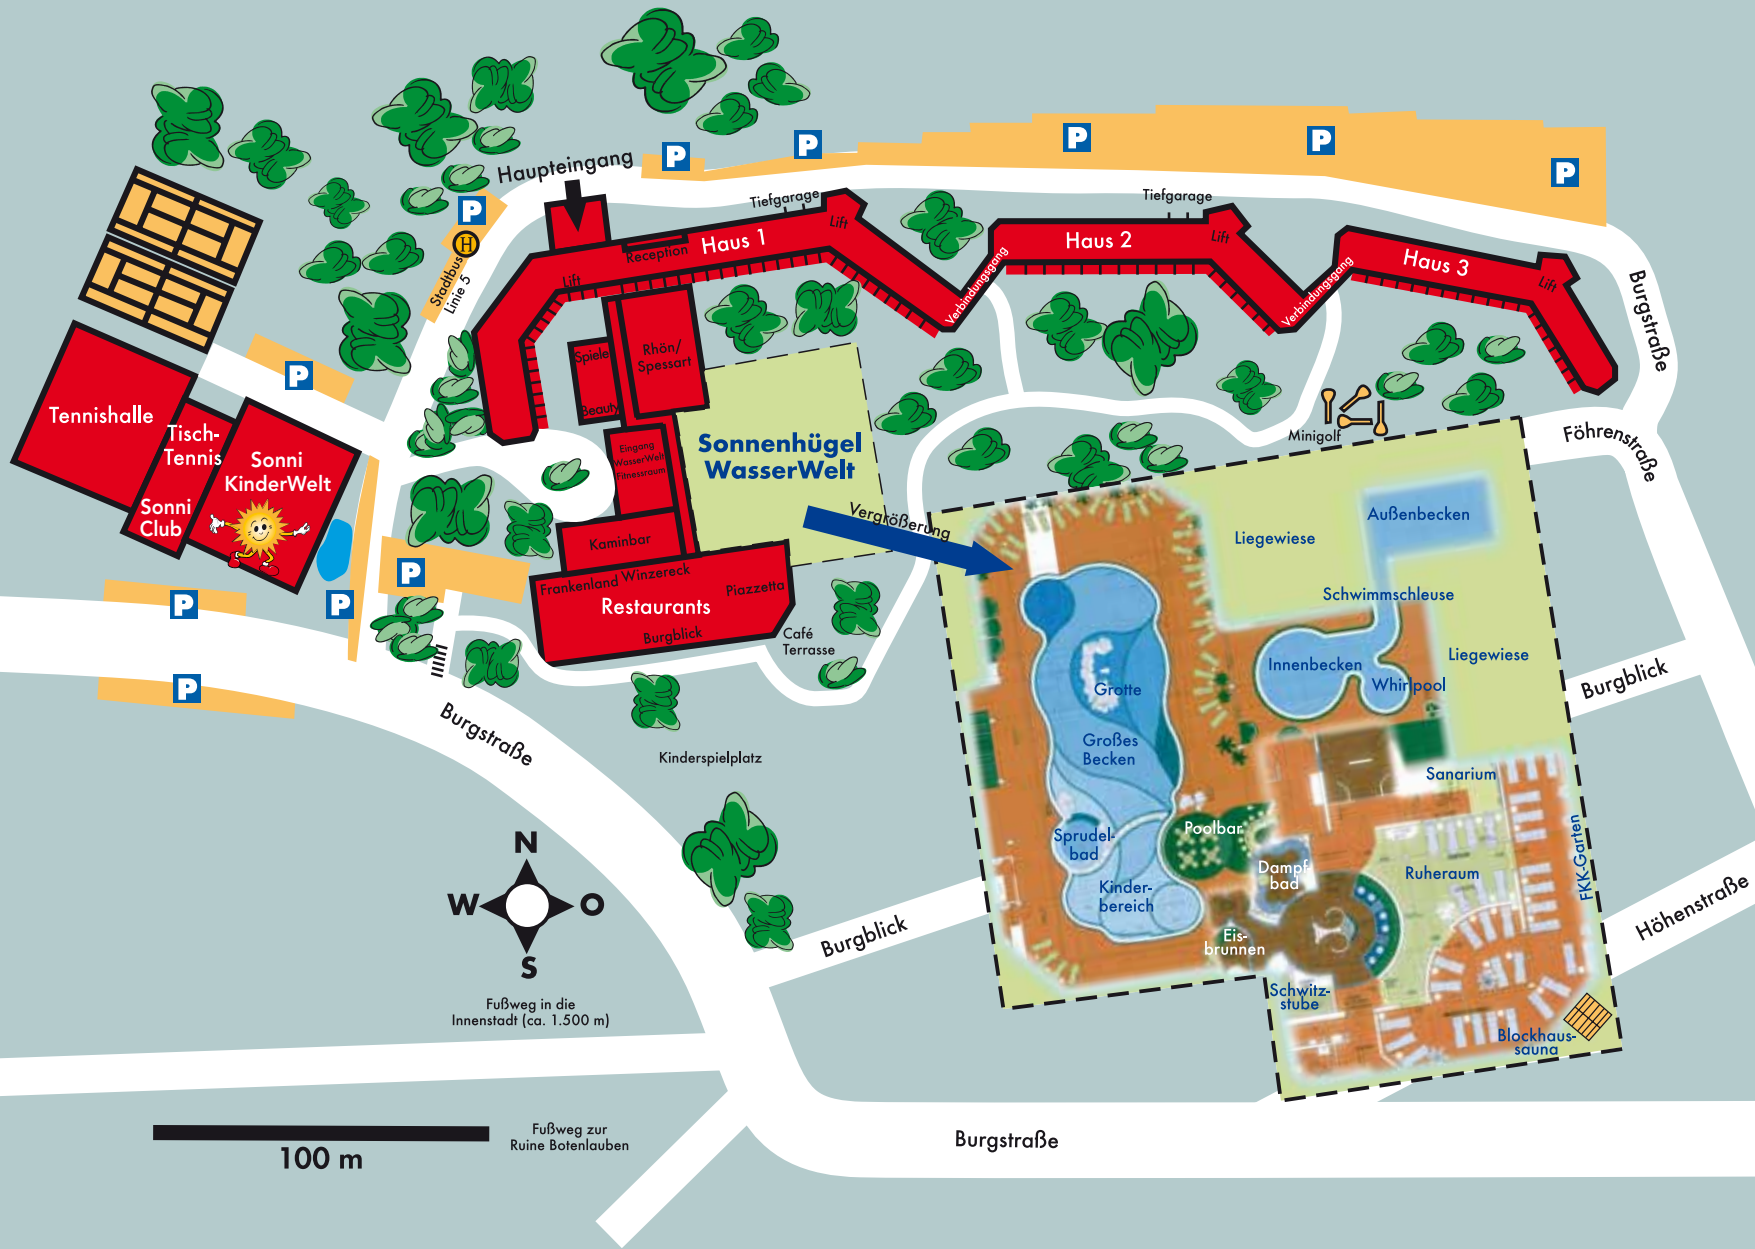 Haupteingang
P
P
P
P
P
P
H
Stadtbus
Linie 5
Tiefgarage
Tiefgarage
Lift
Haus 1
Reception
Lift
Haus 2
Lift
Haus 3
Lift
Verbindungsgang
Verbindungsgang
Burgstraße
Föhrenstraße
Minigolf
Rhön/
Spessart
Spiele
Beauty
Eingang
WasserWelt
Fitnessraum
Kaminbar
Sonnenhügel
WasserWelt
Vergrößerung
Frankenland
Winzereck
Piazzetta
Restaurants
Burgblick
Café
Terrasse
Tennishalle
Tisch-
Tennis
Sonni
KinderWelt
Sonni
Club
P
P
P
P
P
Burgstraße
Kinderspielplatz
Liegewiese
Außenbecken
Schwimmschleuse
Innenbecken
Whirlpool
Liegewiese
Grotte
Großes
Becken
Sprudel-
bad
Kinder-
bereich
Poolbar
Dampf-
bad
Eis-
brunnen
Schwitz-
stube
Sanarium
Ruheraum
FKK-Garten
Blockhaus-
sauna
Burgblick
Höhenstraße
Burgblick
N
W
O
S
Fußweg in die
Innenstadt (ca. 1.500 m)
100 m
Fußweg zur
Ruine Botenlauben
Burgstraße